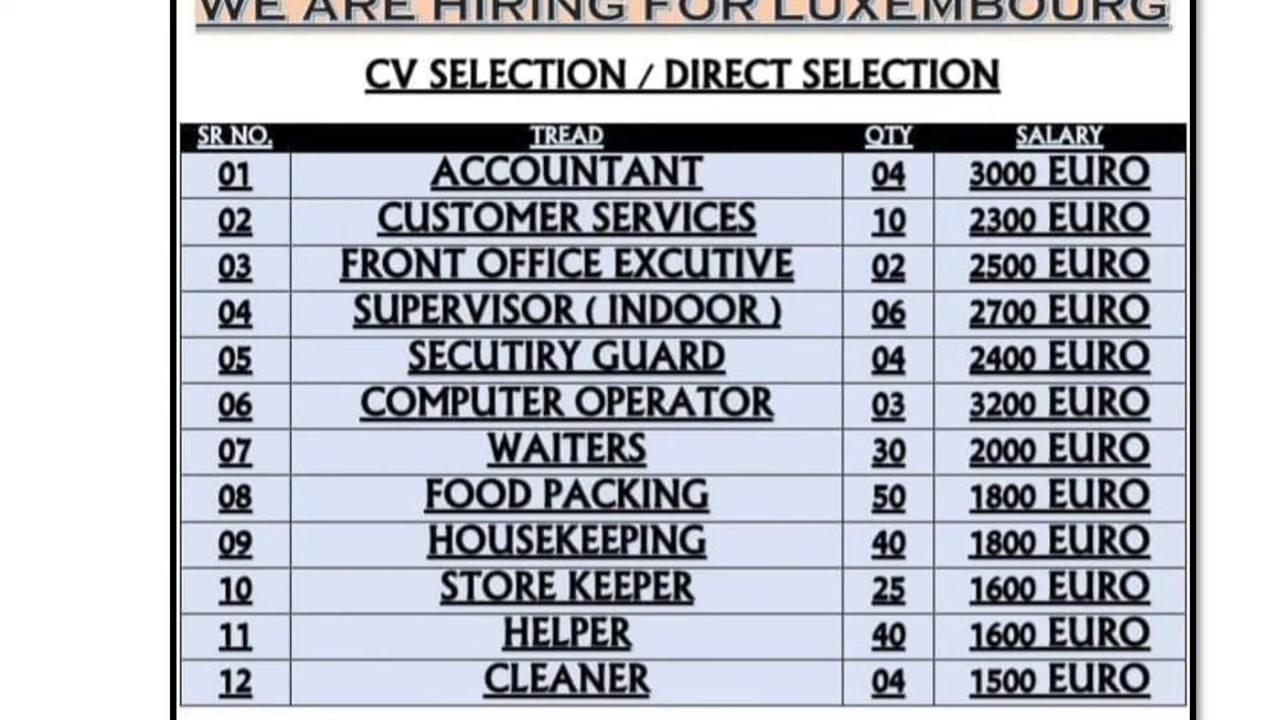 WE ARE HIRING FOR LUXEMBOURG
CV SELECTION / DIRECT SELECTION
SR NO. TREAD QTY SALARY
01 ACCOUNTANT 04 3000 EURO
02 CUSTOMER SERVICES 10 2300 EURO
03 FRONT OFFICE EXCUTIVE 02 2500 EURO
04 SUPERVISOR ( INDOOR ) 06 2700 EURO
05 SECUTIRY GUARD 04 2400 EURO
06 COMPUTER OPERATOR 03 3200 EURO
07 WAITERS 30 2000 EURO
08 FOOD PACKING 50 1800 EURO
09 HOUSEKEEPING 40 1800 EURO
10 STORE KEEPER 25 1600 EURO
11 HELPER 40 1600 EURO
12 CLEANER 04 1500 EURO